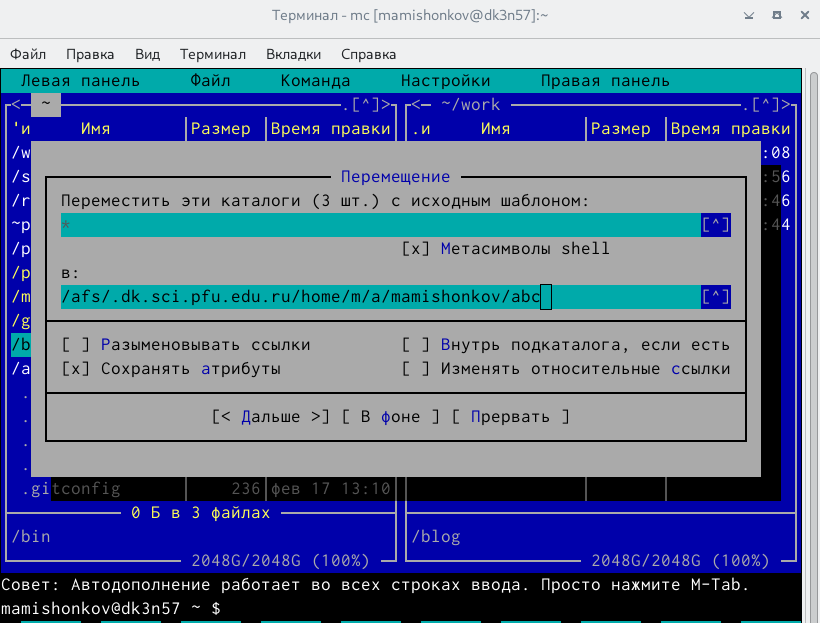 Терминал - mc [mamishonkov@dk3n57]:~
Файл Правка Вид Терминал Вкладки Справка
Левая панель Файл Команда Настройки Правая панель
<─ ~ .[^]> <─ ~/work .[^]>
'и Имя Размер Время правки .и Имя Размер Время правки
/w :08
/s :56
/r :46
~p :44
/p
/p
/m
/g
/b
/a
Перемещение
Переместить эти каталоги (3 шт.) с исходным шаблоном:
* [^]
[x] Метасимволы shell
в:
/afs/.dk.sci.pfu.edu.ru/home/m/a/mamishonkov/abc [^]
[ ] Разыменовывать ссылки [ ] Внутрь подкаталога, если есть
[x] Сохранять атрибуты [ ] Изменять относительные ссылки
[< Дальше >] [ В фоне ] [ Прервать ]
.gitconfig 236 фев 17 13:10
0 Б в 3 файлах
/bin /blog
2048G/2048G (100%) 2048G/2048G (100%)
Совет: Автодополнение работает во всех строках ввода. Просто нажмите M-Tab.
mamishonkov@dk3n57 ~ $